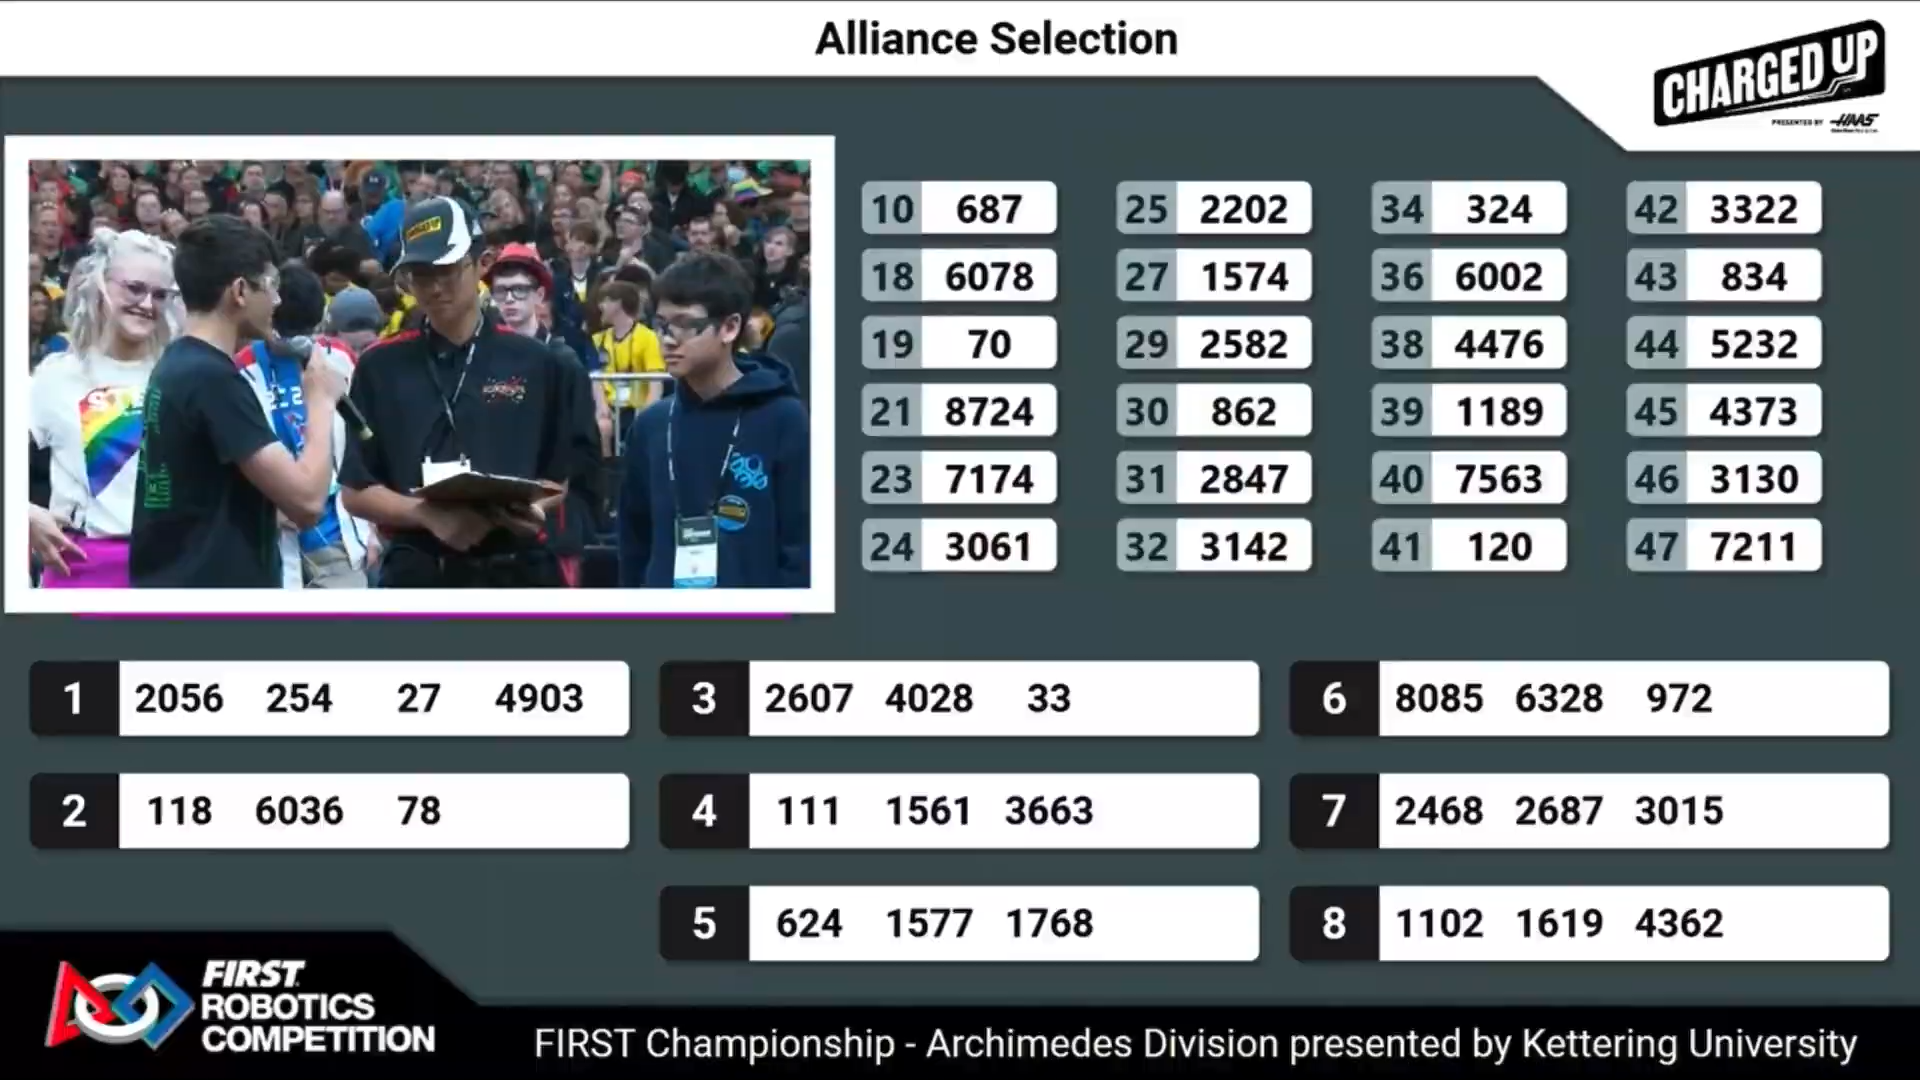 Alliance Selection
CHARGED UP
PRESENTED BY HAAS
10 687 25 2202 34 324 42 3322
18 6078 27 1574 36 6002 43 834
19 70 29 2582 38 4476 44 5232
21 8724 30 862 39 1189 45 4373
23 7174 31 2847 40 7563 46 3130
24 3061 32 3142 41 120 47 7211
1 2056 254 27 4903
2 118 6036 78
3 2607 4028 33
4 111 1561 3663
5 624 1577 1768
6 8085 6328 972
7 2468 2687 3015
8 1102 1619 4362
FIRST
ROBOTICS
COMPETITION
FIRST Championship - Archimedes Division presented by Kettering University